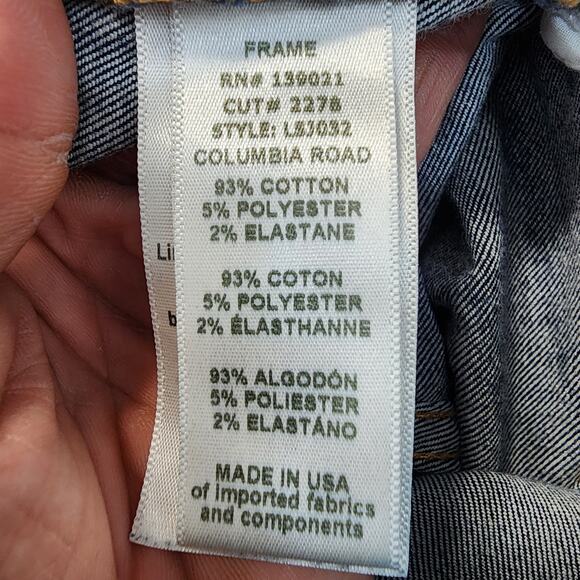 FRAME
RN# 139021
CUT# 2278
STYLE: LSJ032
COLUMBIA ROAD
93% COTTON
5% POLYESTER
2% ELASTANE
93% COTON
5% POLYESTER
2% ÉLASTHANNE
93% ALGODÓN
5% POLIESTER
2% ELASTÁNO
MADE IN USA
of imported fabrics
and components